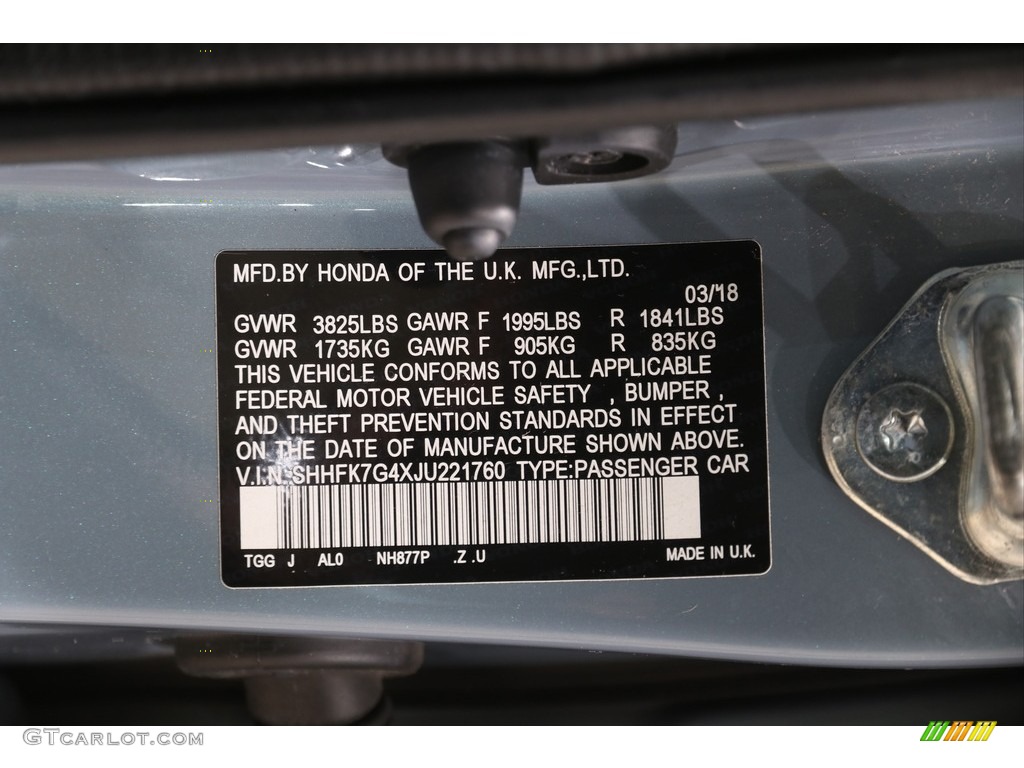 MFD.BY HONDA OF THE U.K. MFG.,LTD.
03/18
GVWR 3825LBS GAWR F 1995LBS R 1841LBS
GVWR 1735KG GAWR F 905KG R 835KG
THIS VEHICLE CONFORMS TO ALL APPLICABLE
FEDERAL MOTOR VEHICLE SAFETY , BUMPER ,
AND THEFT PREVENTION STANDARDS IN EFFECT
ON THE DATE OF MANUFACTURE SHOWN ABOVE.
V.I.N.SHHFK7G4XJU221760 TYPE:PASSENGER CAR
TGG J AL0 NH877P .Z .U MADE IN U.K.
GTCARLOT.COM